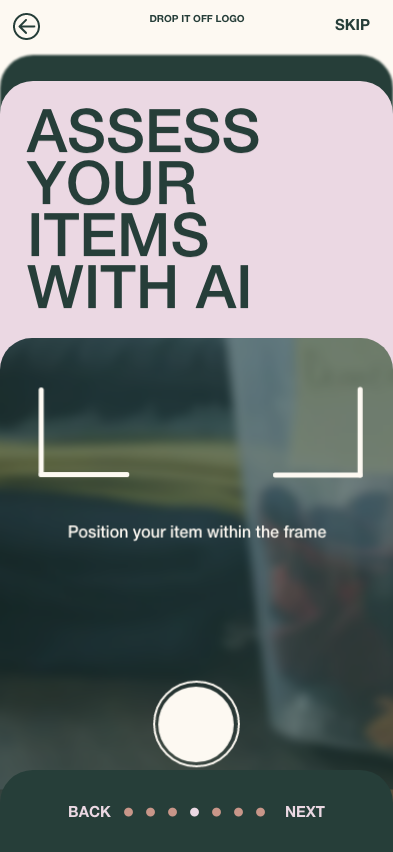 DROP IT OFF LOGO
SKIP
ASSESS
YOUR
ITEMS
WITH AI
Position your item within the frame
BACK
NEXT